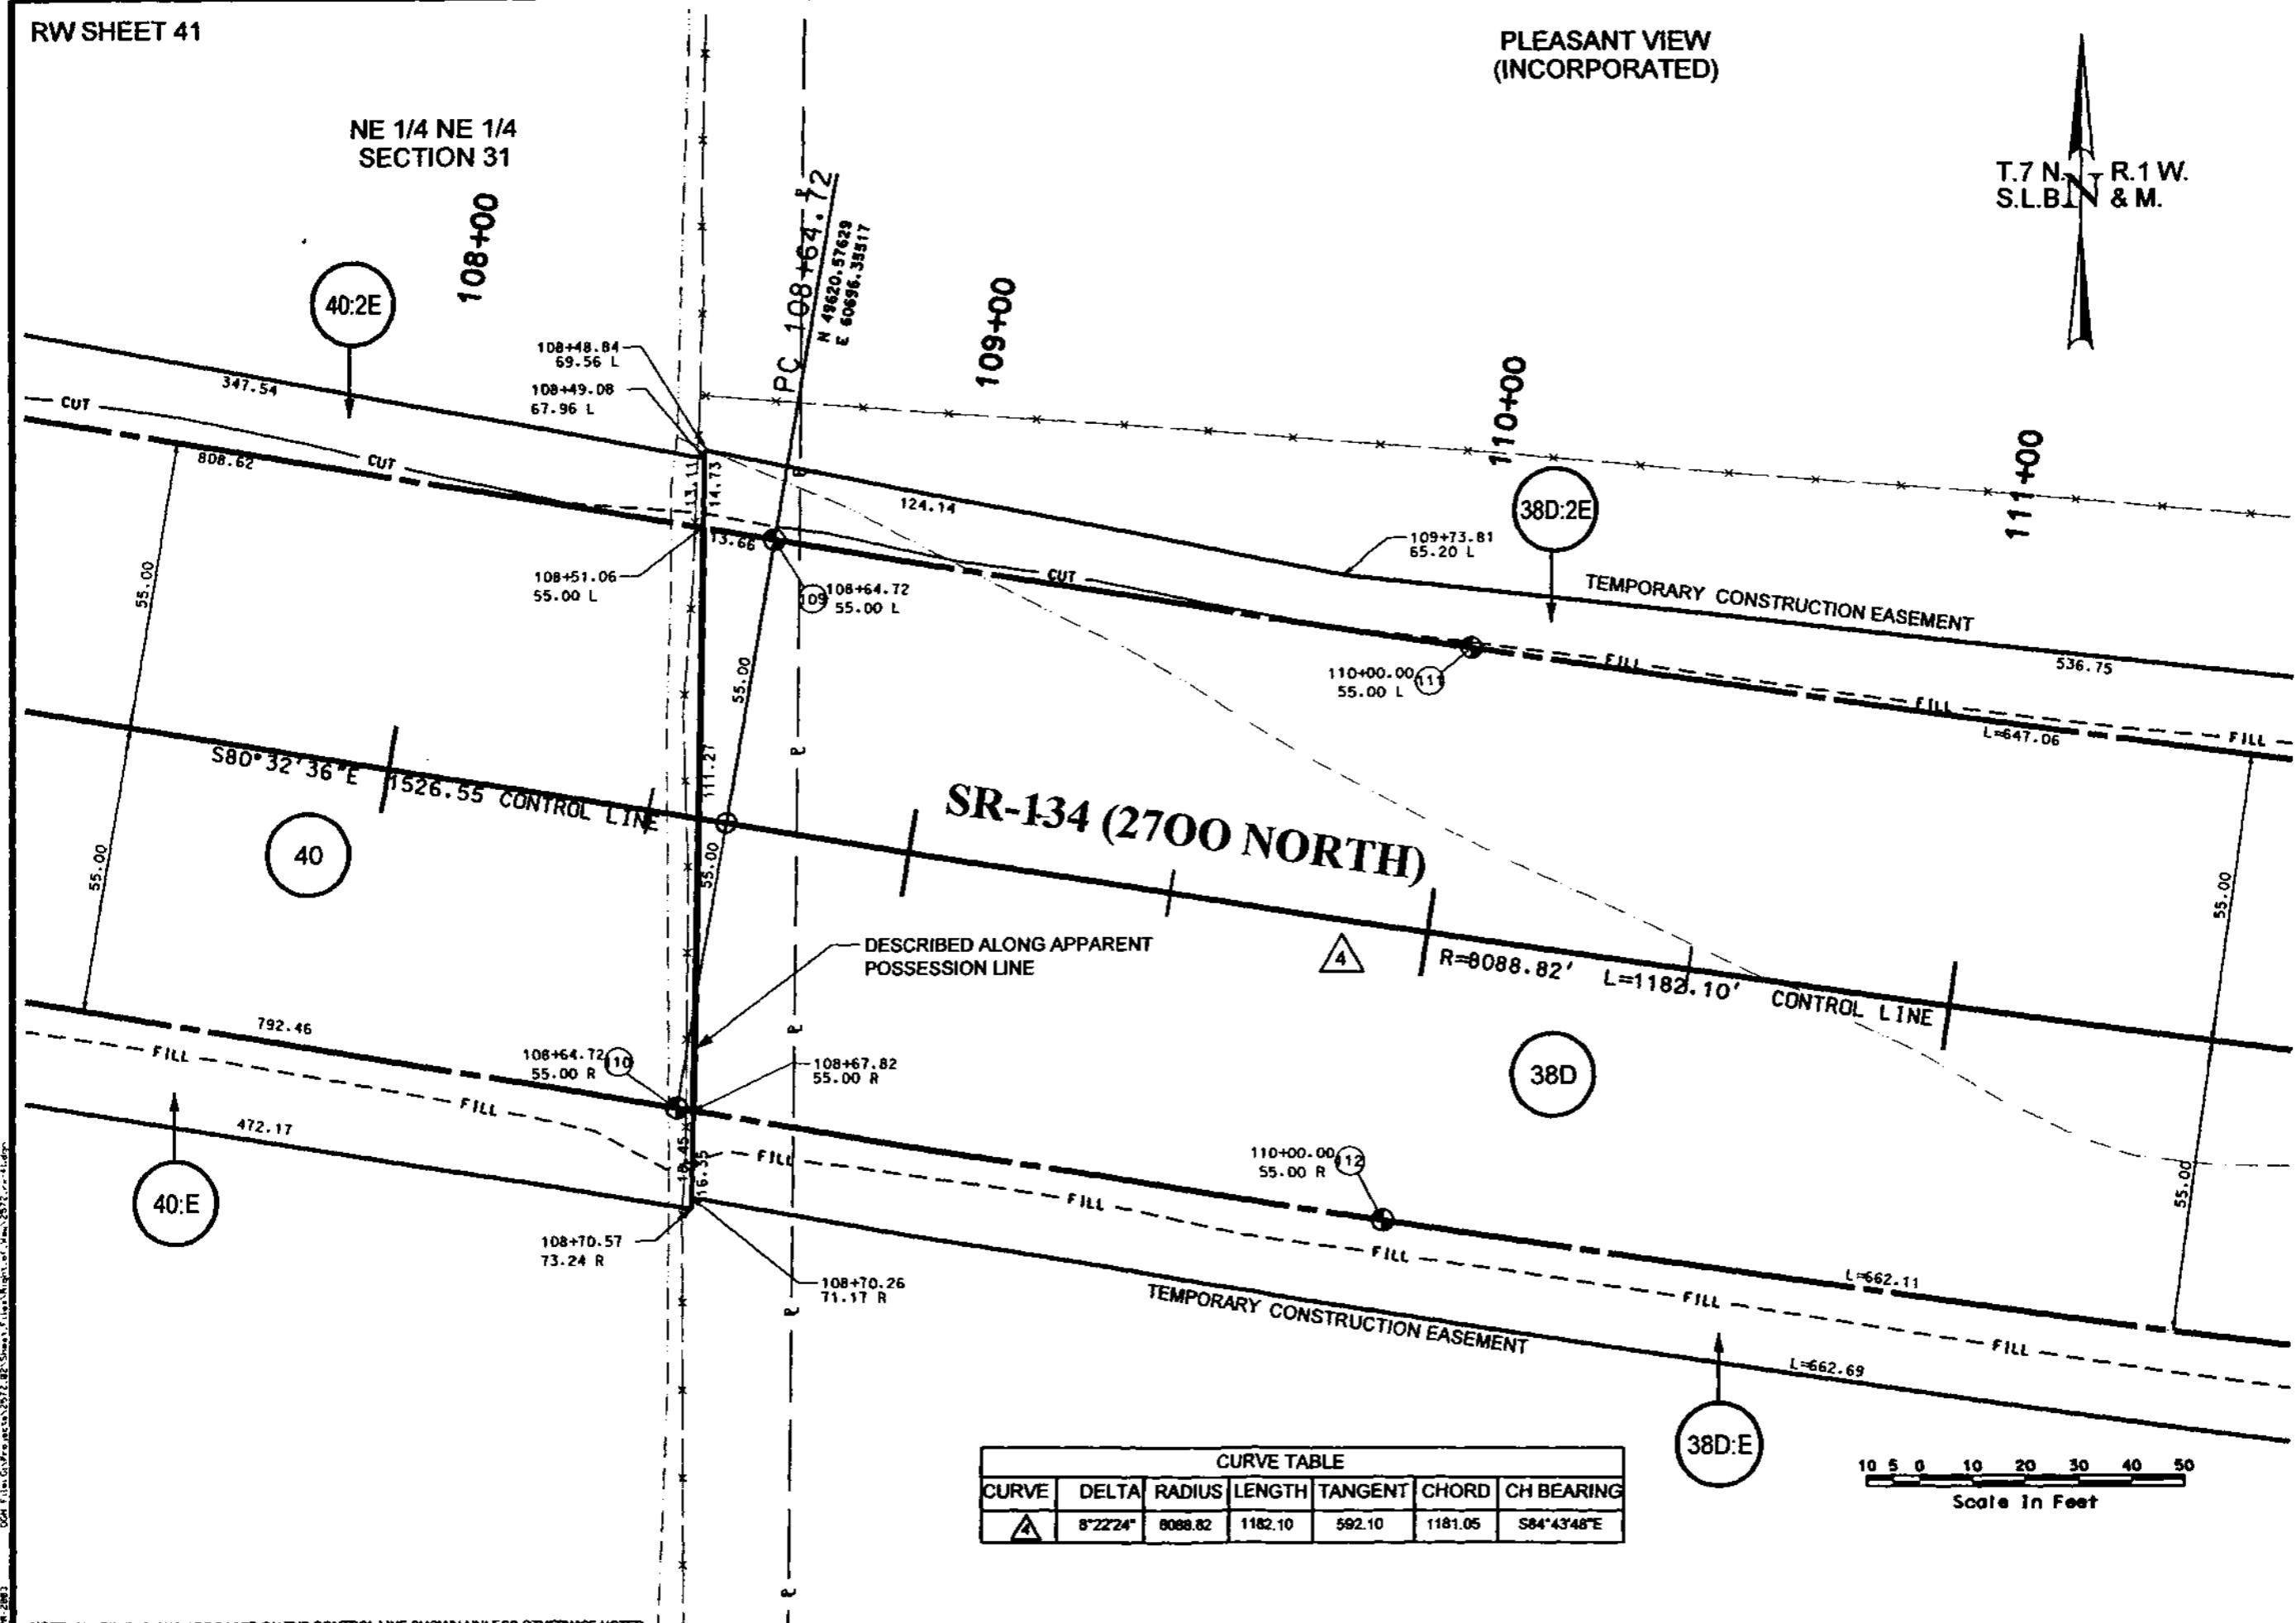 RW SHEET 41
PLEASANT VIEW
(INCORPORATED)
NE 1/4 NE 1/4
SECTION 31
T.7 N. N R.1 W.
S.L.B. & M.
108+00
109+00
110+00
111+00
PC 108+64.72
N 49620.57629
E 60696.35517
40:2E
347.54
CUT
808.62
CUT
108+48.84
69.56 L
108+49.08
67.96 L
13.11
14.73
124.14
13.66
108+51.06
55.00 L
109
108+64.72
55.00 L
CUT
38D:2E
109+73.81
65.20 L
TEMPORARY CONSTRUCTION EASEMENT
536.75
110+00.00
55.00 L
111
FILL
FILL
FILL
L=647.06
55.00
55.00
55.00
55.00
111.27
S80°32'36"E 1526.55 CONTROL LINE
SR-134 (2700 NORTH)
40
DESCRIBED ALONG APPARENT
POSSESSION LINE
4
R=8088.82' L=1182.10' CONTROL LINE
38D
55.00
55.00
792.46
FILL
FILL
108+64.72
55.00 R
110
108+67.82
55.00 R
472.17
40:E
18.45
16.35
FILL
FILL
FILL
FILL
FILL
110+00.00
55.00 R
112
108+70.57
73.24 R
108+70.26
71.17 R
L=662.11
TEMPORARY CONSTRUCTION EASEMENT
L=662.69
38D:E
CURVE TABLE
CURVE DELTA RADIUS LENGTH TANGENT CHORD CH BEARING
4 8°22'24" 8088.82 1182.10 592.10 1181.05 S84°43'48"E
10 5 0 10 20 30 40 50
Scale in Feet